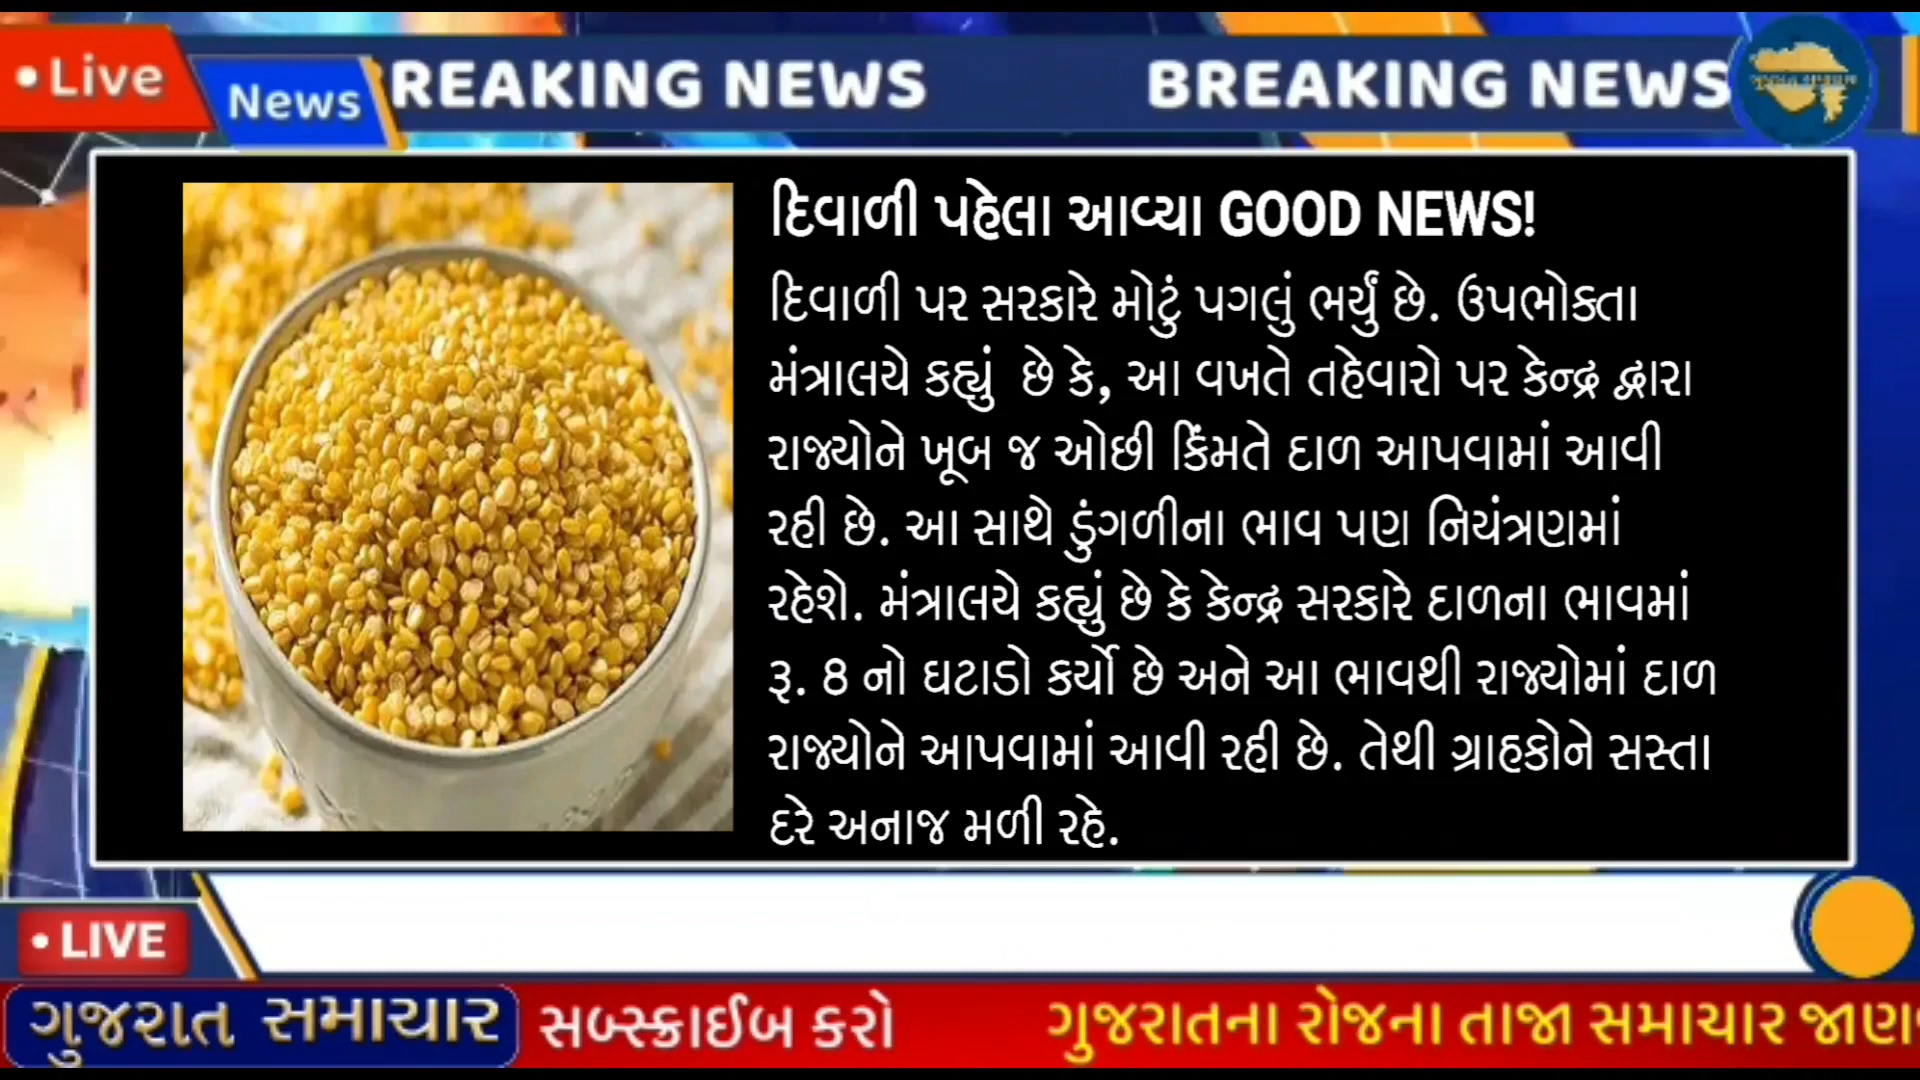 • Live
News
REAKING NEWS
BREAKING NEWS
દિવાળી પહેલા આવ્યા GOOD NEWS!
દિવાળી પર સરકારે મોટું પગલું ભર્યું છે. ઉપભોક્તા
મંત્રાલયે કહ્યું છે કે, આ વખતે તહેવારો પર કેન્દ્ર દ્વારા
રાજ્યોને ખૂબ જ ઓછી કિંમતે દાળ આપવામાં આવી
રહી છે. આ સાથે ડુંગળીના ભાવ પણ નિયંત્રણમાં
રહેશે. મંત્રાલયે કહ્યું છે કે કેન્દ્ર સરકારે દાળના ભાવમાં
રૂ. 8 નો ઘટાડો કર્યો છે અને આ ભાવથી રાજ્યોમાં દાળ
રાજ્યોને આપવામાં આવી રહી છે. તેથી ગ્રાહકોને સસ્તા
દરે અનાજ મળી રહે.
• LIVE
ગુજરાત સમાચાર
સબ્સ્ક્રાઈબ કરો
ગુજરાતના રોજના તાજા સમાચાર જાણ